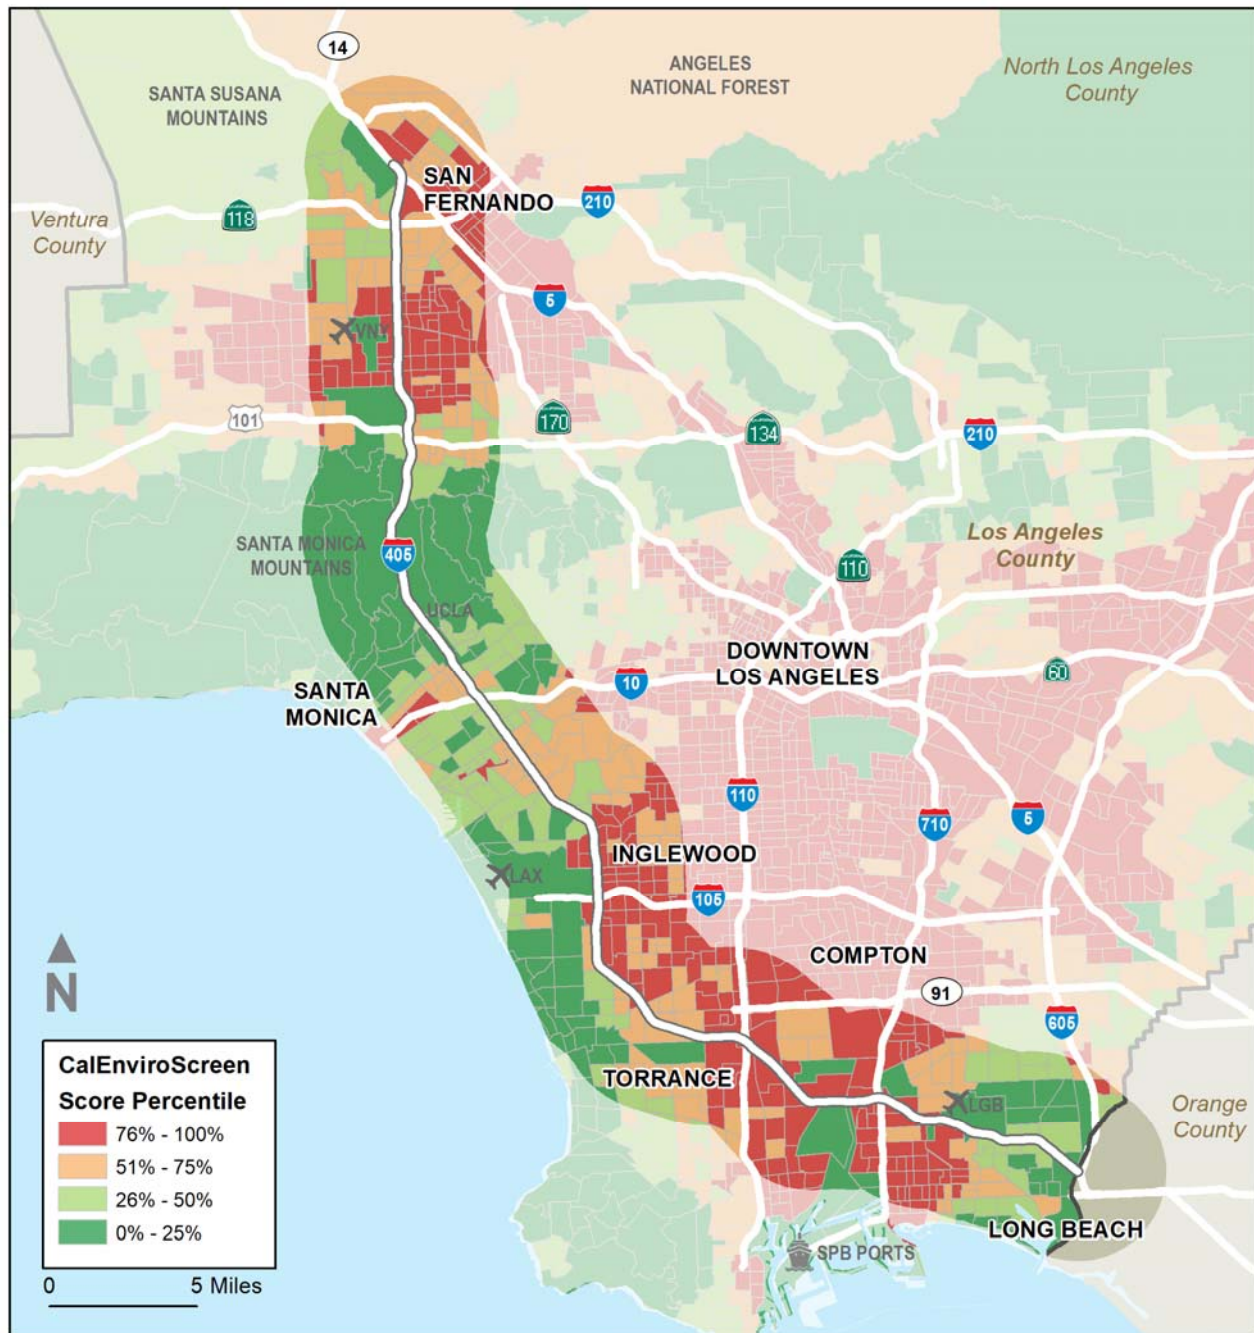 14
SANTA SUSANA
MOUNTAINS
ANGELES
NATIONAL FOREST
North Los Angeles
County
SAN
FERNANDO
Ventura
County
118
210
5
VNY
101
170
134
210
SANTA MONICA
MOUNTAINS
405
Los Angeles
County
110
UCLA
DOWNTOWN
LOS ANGELES
60
SANTA
MONICA
10
110
710
5
INGLEWOOD
LAX
105
COMPTON
N
91
605
CalEnviroScreen
Score Percentile
76% - 100%
51% - 75%
26% - 50%
0% - 25%
TORRANCE
LGB
Orange
County
LONG BEACH
SPB PORTS
0 5 Miles